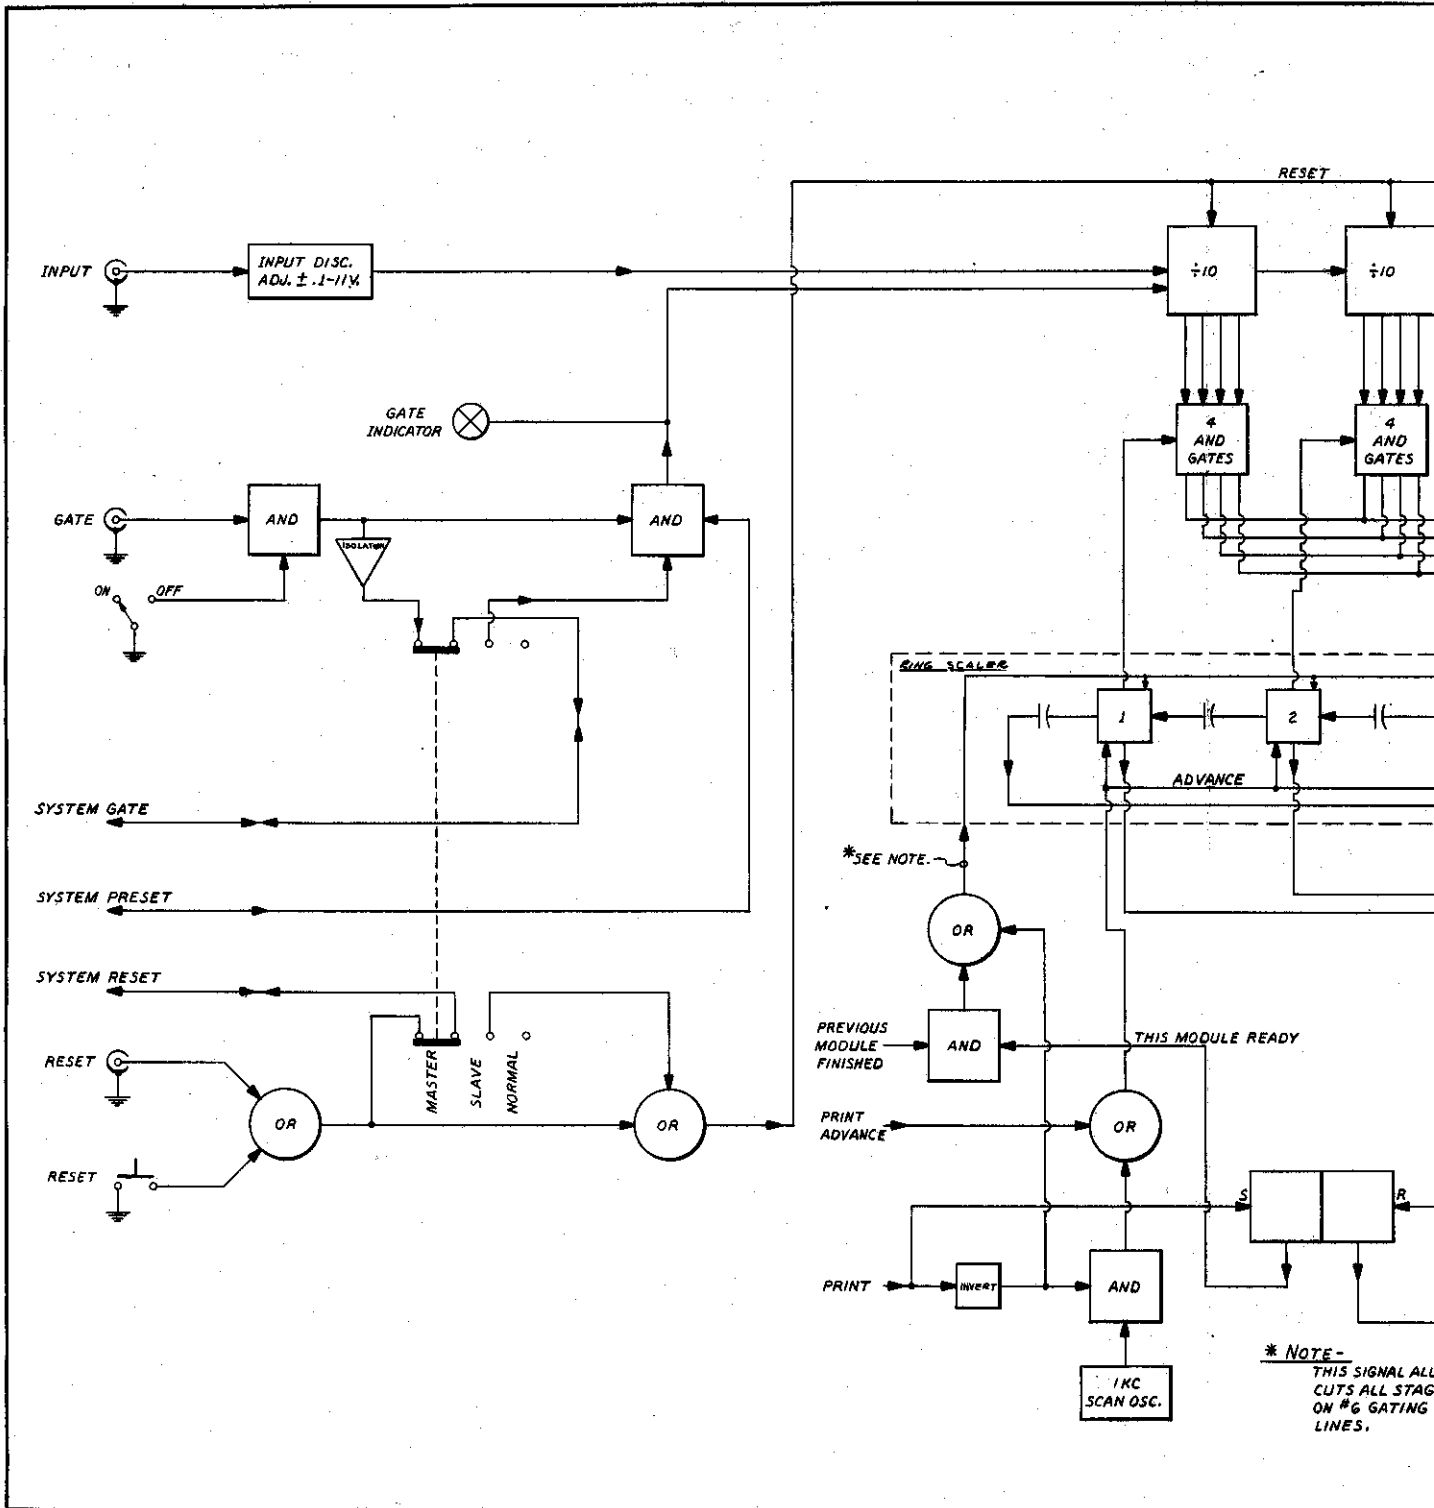 RESET
INPUT
INPUT DISC.
ADJ. ± .1-11V.
÷10
÷10
GATE
INDICATOR
4
AND
GATES
4
AND
GATES
GATE
AND
AND
ISOLATOR
ON
OFF
RING SCALER
1
2
ADVANCE
SYSTEM GATE
*SEE NOTE.
SYSTEM PRESET
OR
SYSTEM RESET
PREVIOUS
MODULE
FINISHED
AND
THIS MODULE READY
RESET
MASTER
SLAVE
NORMAL
OR
OR
PRINT
ADVANCE
OR
RESET
S
R
PRINT
INVERT
AND
1KC
SCAN OSC.
* NOTE-
THIS SIGNAL ALL
CUTS ALL STAG
ON #6 GATING
LINES.